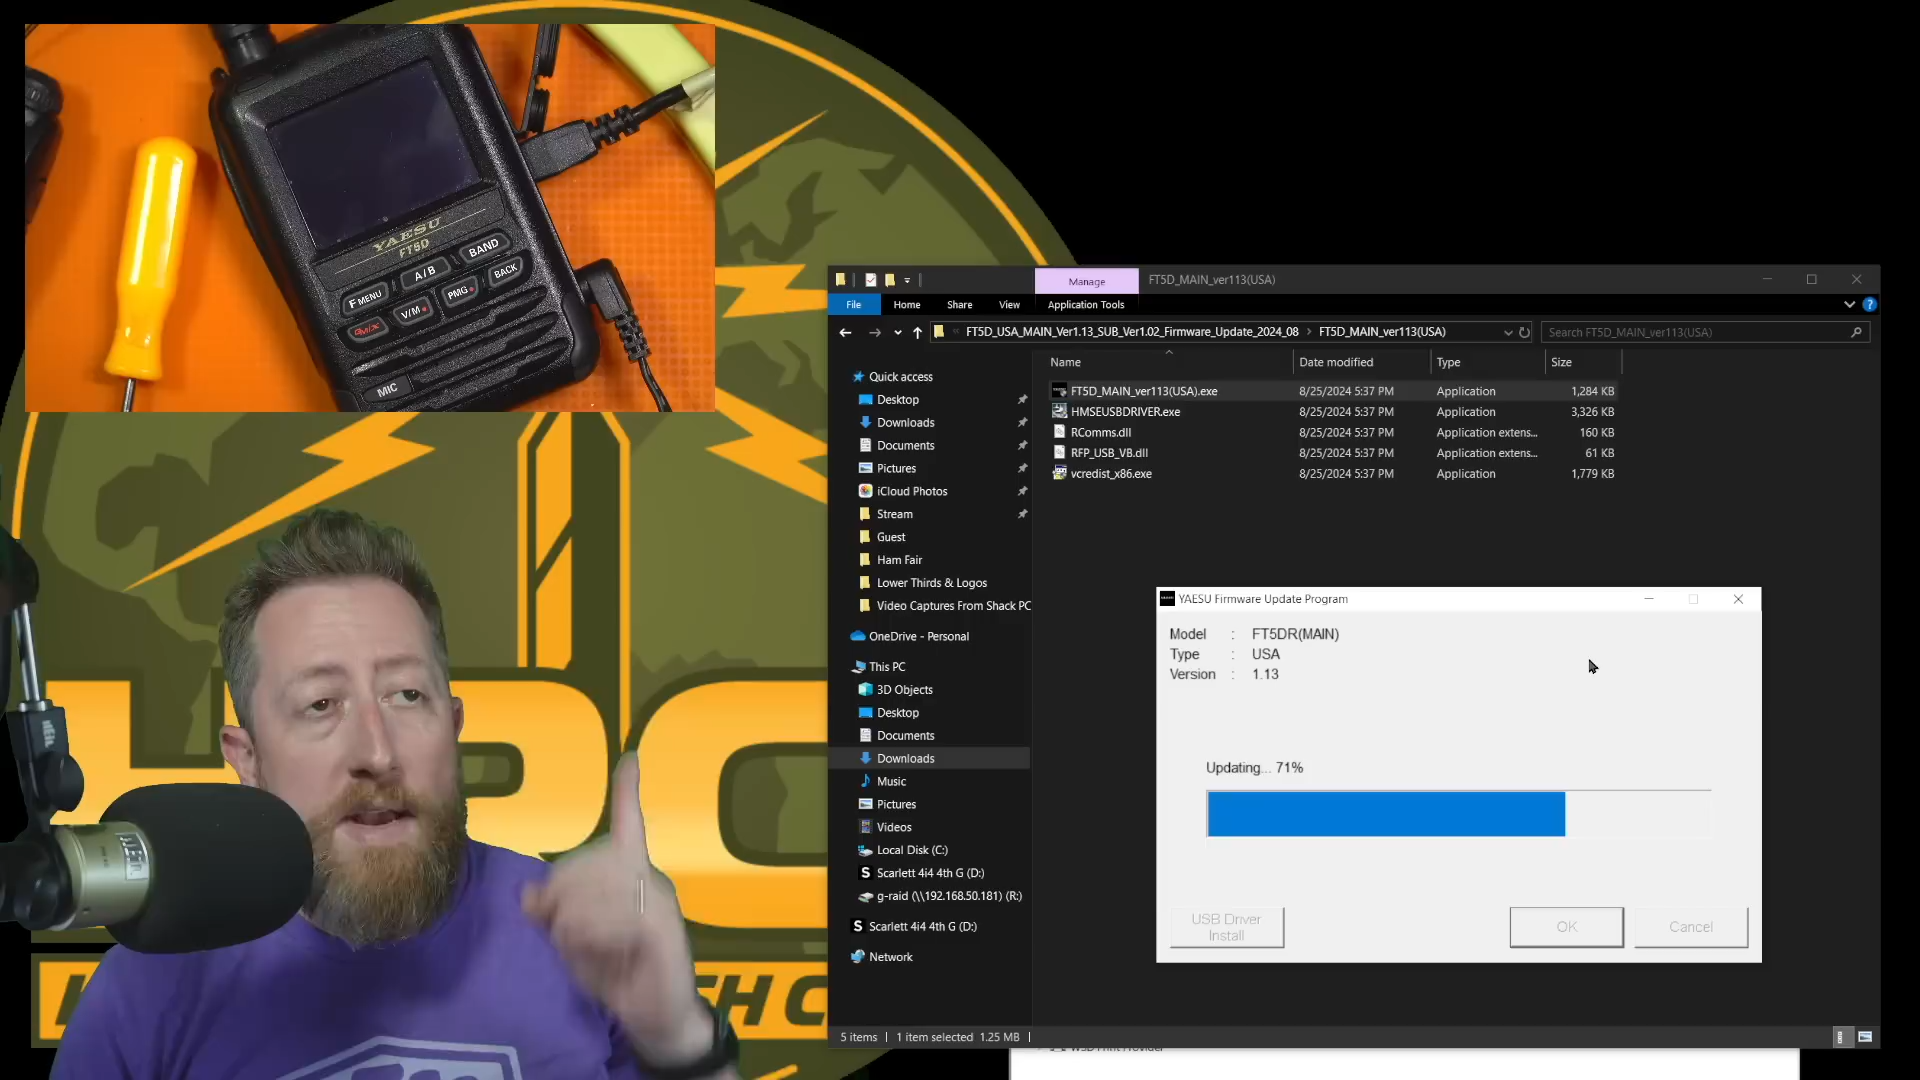 YAESU
FT5D
F MENU
A/B
BAND
GM/X
V/M
PMG
BACK
MIC
HEIL
HEIL
Manage
FT5D_MAIN_ver113(USA)
File
Home
Share
View
Application Tools
FT5D_USA_MAIN_Ver1.13_SUB_Ver1.02_Firmware_Update_2024_08
FT5D_MAIN_ver113(USA)
Search FT5D_MAIN_ver113(USA)
Name
Date modified
Type
Size
FT5D_MAIN_ver113(USA).exe 8/25/2024 5:37 PM Application 1,284 KB
HMSEUSBDRIVER.exe 8/25/2024 5:37 PM Application 3,326 KB
RComms.dll 8/25/2024 5:37 PM Application extens... 160 KB
RFP_USB_VB.dll 8/25/2024 5:37 PM Application extens... 61 KB
vcredist_x86.exe 8/25/2024 5:37 PM Application 1,779 KB
Quick access
Desktop
Downloads
Documents
Pictures
iCloud Photos
Stream
Guest
Ham Fair
Lower Thirds & Logos
Video Captures From Shack PC
OneDrive - Personal
This PC
3D Objects
Desktop
Documents
Downloads
Music
Pictures
Videos
Local Disk (C:)
Scarlett 4i4 4th G (D:)
g-raid (\\192.168.50.181) (R:)
Scarlett 4i4 4th G (D:)
Network
5 items
1 item selected 1.25 MB
YAESU Firmware Update Program
Model : FT5DR(MAIN)
Type : USA
Version : 1.13
Updating... 71%
USB Driver
Install
OK
Cancel